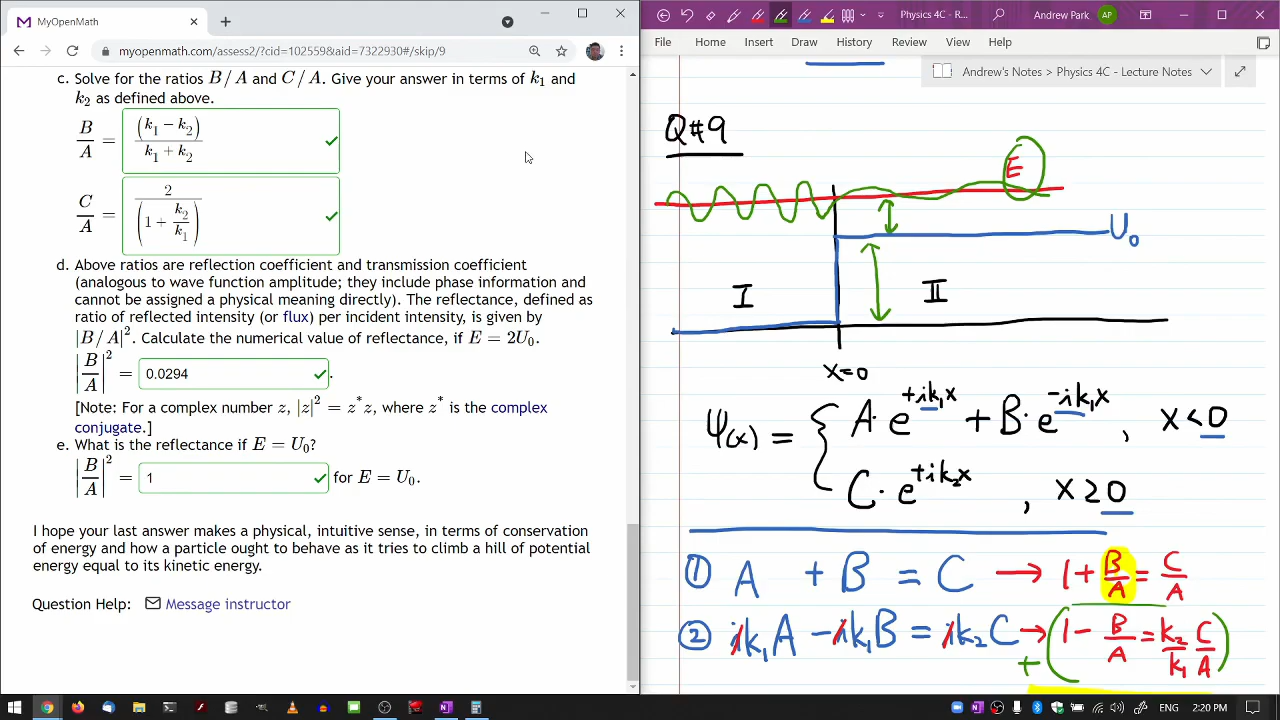 MyOpenMath
myopenmath.com/assess2/?cid=102559&aid=7322930#/skip/9
c. Solve for the ratios B/A and C/A. Give your answer in terms of k₁ and
k₂ as defined above.
B/A = (k₁ − k₂)/(k₁ + k₂)
C/A = 2/(1 + k₂/k₁)
d. Above ratios are reflection coefficient and transmission coefficient
(analogous to wave function amplitude; they include phase information and
cannot be assigned a physical meaning directly). The reflectance, defined as
ratio of reflected intensity (or flux) per incident intensity, is given by
|B/A|². Calculate the numerical value of reflectance, if E = 2U₀.
|B/A|² = 0.0294.
[Note: For a complex number z, |z|² = z*z, where z* is the complex
conjugate.]
e. What is the reflectance if E = U₀?
|B/A|² = 1 for E = U₀.
I hope your last answer makes a physical, intuitive sense, in terms of conservation
of energy and how a particle ought to behave as it tries to climb a hill of potential
energy equal to its kinetic energy.
Question Help: Message instructor
Physics 4C - R...
Andrew Park
AP
File Home Insert Draw History Review View Help
Andrew's Notes > Physics 4C - Lecture Notes
Q#9
E
U₀
I
II
x=0
ψ(x) = { A·e^(+ik₁x) + B·e^(-ik₁x), x<0
C·e^(+ik₂x), x≥0
① A + B = C → 1+ B/A = C/A
② ik₁A − ik₁B = ik₂C → 1 − B/A = k₂/k₁ C/A
+
ENG 2:20 PM